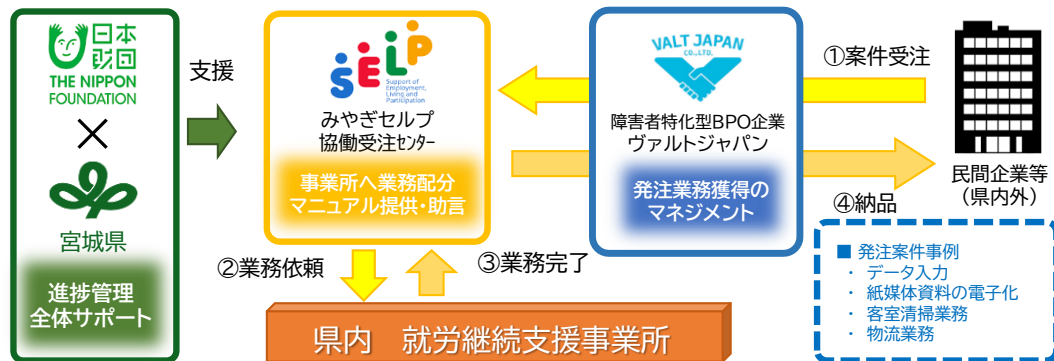 日本
財団
THE NIPPON
FOUNDATION
×
宮城県
進捗管理
全体サポート
支援
SELP
Support of
Employment,
Living and
Participation
みやぎセルプ
協働受注センター
事業所へ業務配分
マニュアル提供・助言
VALT JAPAN
CO.,LTD.
障害者特化型BPO企業
ヴァルトジャパン
発注業務獲得の
マネジメント
①案件受注
民間企業等
（県内外）
④納品
②業務依頼
③業務完了
県内　就労継続支援事業所
■ 発注案件事例
・ データ入力
・ 紙媒体資料の電子化
・ 客室清掃業務
・ 物流業務